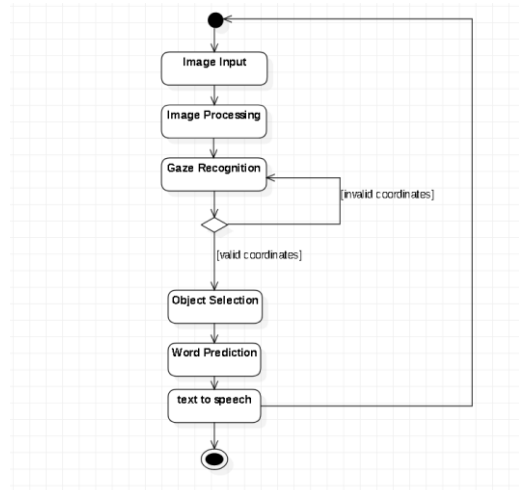 Image Input
Image Processing
Gaze Recognition
[invalid coordinates]
[valid coordinates]
Object Selection
Word Prediction
text to speech